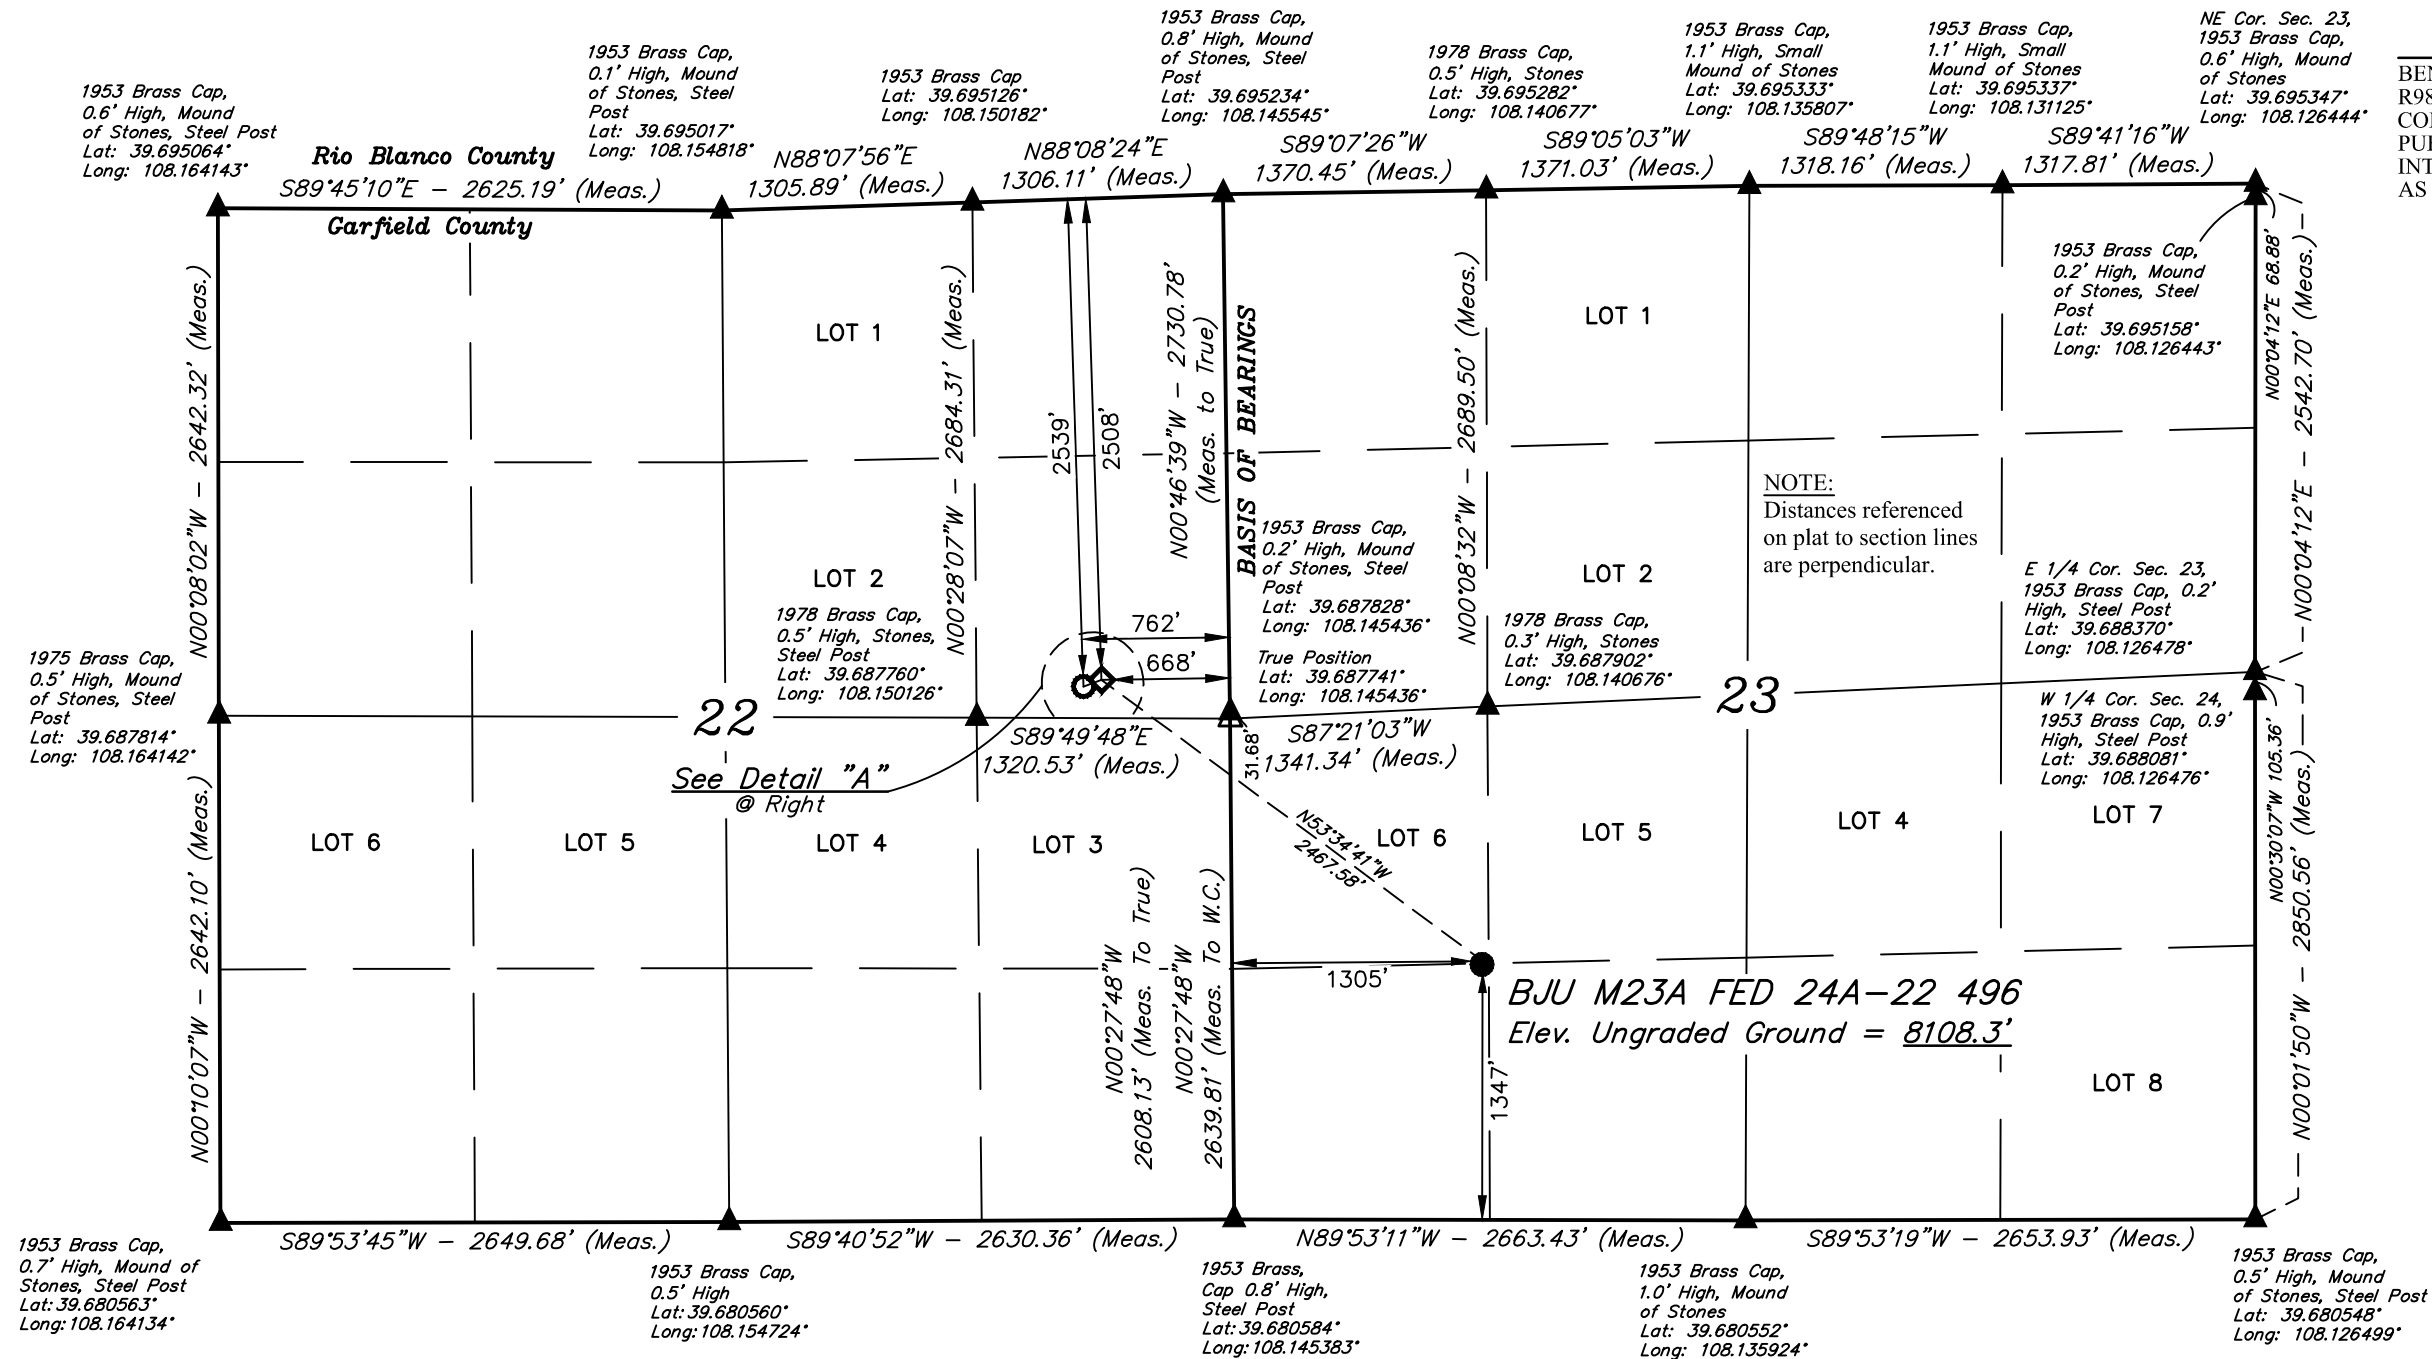 1953 Brass Cap,
0.6' High, Mound
of Stones, Steel Post
Lat: 39.695064°
Long: 108.164143°
1953 Brass Cap,
0.1' High, Mound
of Stones, Steel
Post
Lat: 39.695017°
Long: 108.154818°
1953 Brass Cap
Lat: 39.695126°
Long: 108.150182°
1953 Brass Cap,
0.8' High, Mound
of Stones, Steel
Post
Lat: 39.695234°
Long: 108.145545°
1978 Brass Cap,
0.5' High, Stones
Lat: 39.695282°
Long: 108.140677°
1953 Brass Cap,
1.1' High, Small
Mound of Stones
Lat: 39.695333°
Long: 108.135807°
1953 Brass Cap,
1.1' High, Small
Mound of Stones
Lat: 39.695337°
Long: 108.131125°
NE Cor. Sec. 23,
1953 Brass Cap,
0.6' High, Mound
of Stones
Lat: 39.695347°
Long: 108.126444°
BEN
R98
COL
PUB
INT
AS
Rio Blanco County
S89°45'10"E - 2625.19' (Meas.)
Garfield County
N88°07'56"E
1305.89' (Meas.)
N88°08'24"E
1306.11' (Meas.)
S89°07'26"W
1370.45' (Meas.)
S89°05'03"W
1371.03' (Meas.)
S89°48'15"W
1318.16' (Meas.)
S89°41'16"W
1317.81' (Meas.)
N00°08'02"W - 2642.32' (Meas.)
LOT 1
N00°28'07"W - 2684.31' (Meas.)
2539'
2508'
N00°46'39"W - 2730.78'
(Meas. to True)
BASIS OF BEARINGS
N00°08'32"W - 2689.50' (Meas.)
LOT 1
1953 Brass Cap,
0.2' High, Mound
of Stones, Steel
Post
Lat: 39.695158°
Long: 108.126443°
N00°04'12"E 68.88'
N00°04'12"E - 2542.70' (Meas.)
NOTE:
Distances referenced
on plat to section lines
are perpendicular.
LOT 2
1978 Brass Cap,
0.5' High, Stones,
Steel Post
Lat: 39.687760°
Long: 108.150126°
762'
668'
1953 Brass Cap,
0.2' High, Mound
of Stones, Steel
Post
Lat: 39.687828°
Long: 108.145436°
True Position
Lat: 39.687741°
Long: 108.145436°
LOT 2
1978 Brass Cap,
0.3' High, Stones
Lat: 39.687902°
Long: 108.140676°
E 1/4 Cor. Sec. 23,
1953 Brass Cap, 0.2'
High, Steel Post
Lat: 39.688370°
Long: 108.126478°
1975 Brass Cap,
0.5' High, Mound
of Stones, Steel
Post
Lat: 39.687814°
Long: 108.164142°
22
23
W 1/4 Cor. Sec. 24,
1953 Brass Cap, 0.9'
High, Steel Post
Lat: 39.688081°
Long: 108.126476°
S89°49'48"E
1320.53' (Meas.)
31.68'
S87°21'03"W
1341.34' (Meas.)
See Detail "A"
@ Right
N00°10'07"W - 2642.10' (Meas.)
LOT 6
LOT 5
LOT 4
LOT 3
N53°34'41"W
2467.58'
LOT 6
LOT 5
LOT 4
LOT 7
N00°30'07"W 105.36'
N00°01'50"W - 2850.56' (Meas.)
N00°27'48"W
2608.13' (Meas. To True)
N00°27'48"W
2639.81' (Meas. To W.C.)
1305'
BJU M23A FED 24A-22 496
Elev. Ungraded Ground = 8108.3'
1347'
LOT 8
S89°53'45"W - 2649.68' (Meas.)
S89°40'52"W - 2630.36' (Meas.)
N89°53'11"W - 2663.43' (Meas.)
S89°53'19"W - 2653.93' (Meas.)
1953 Brass Cap,
0.7' High, Mound of
Stones, Steel Post
Lat:39.680563°
Long:108.164134°
1953 Brass Cap,
0.5' High
Lat:39.680560°
Long:108.154724°
1953 Brass,
Cap 0.8' High,
Steel Post
Lat:39.680584°
Long:108.145383°
1953 Brass Cap,
1.0' High, Mound
of Stones
Lat: 39.680552°
Long: 108.135924°
1953 Brass Cap,
0.5' High, Mound
of Stones, Steel Post
Lat: 39.680548°
Long: 108.126499°